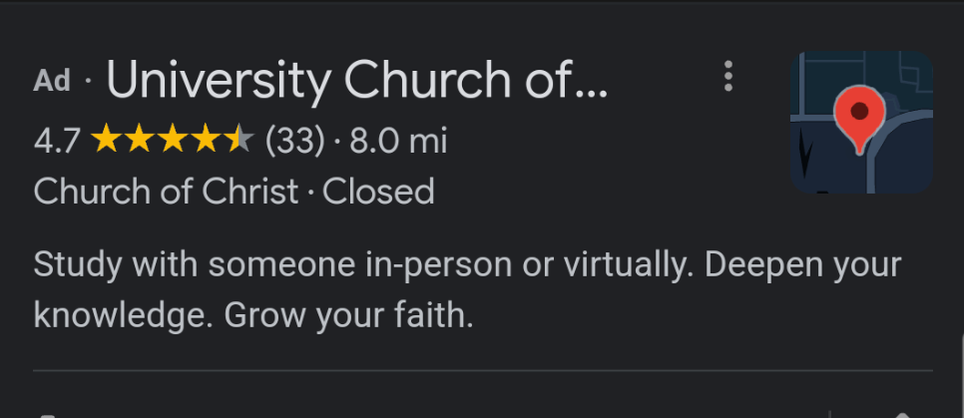 Ad · University Church of...
4.7 (33) · 8.0 mi
Church of Christ · Closed
Study with someone in-person or virtually. Deepen your
knowledge. Grow your faith.